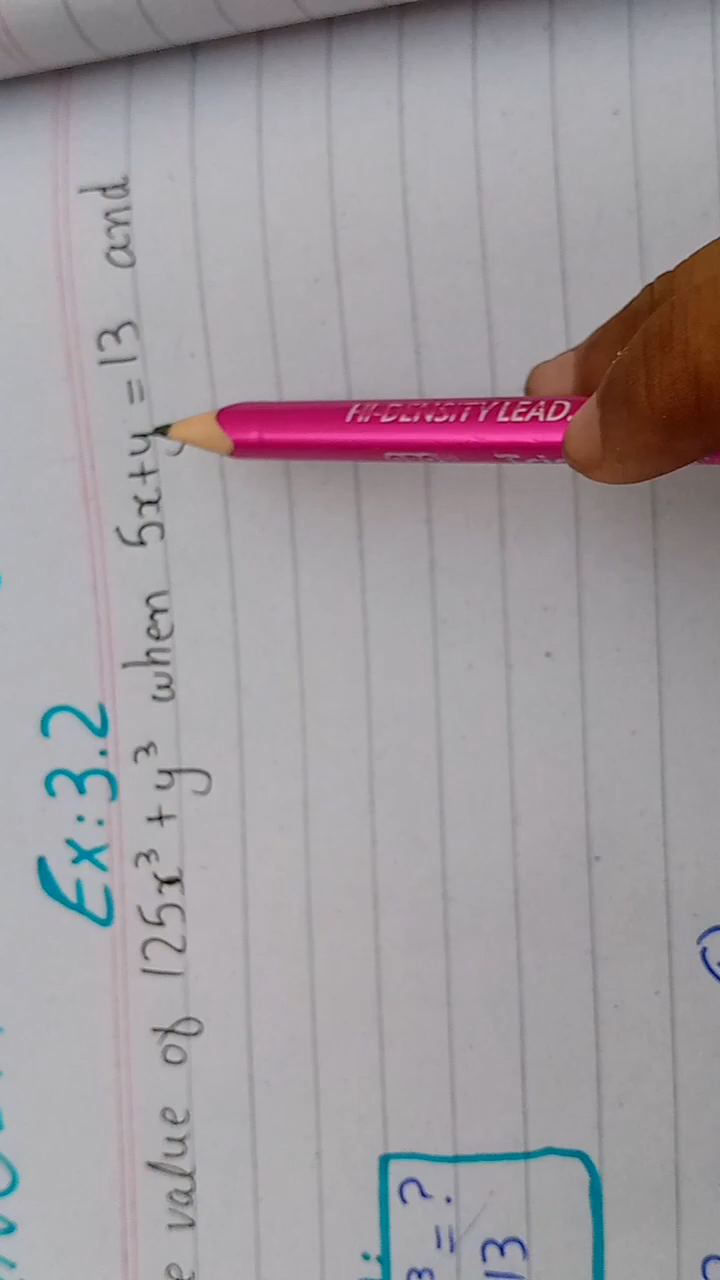 Ex:3.2
value of 125x³+y³ when 5x+y=13 and
HI-DENSITY LEAD.
3=?
13